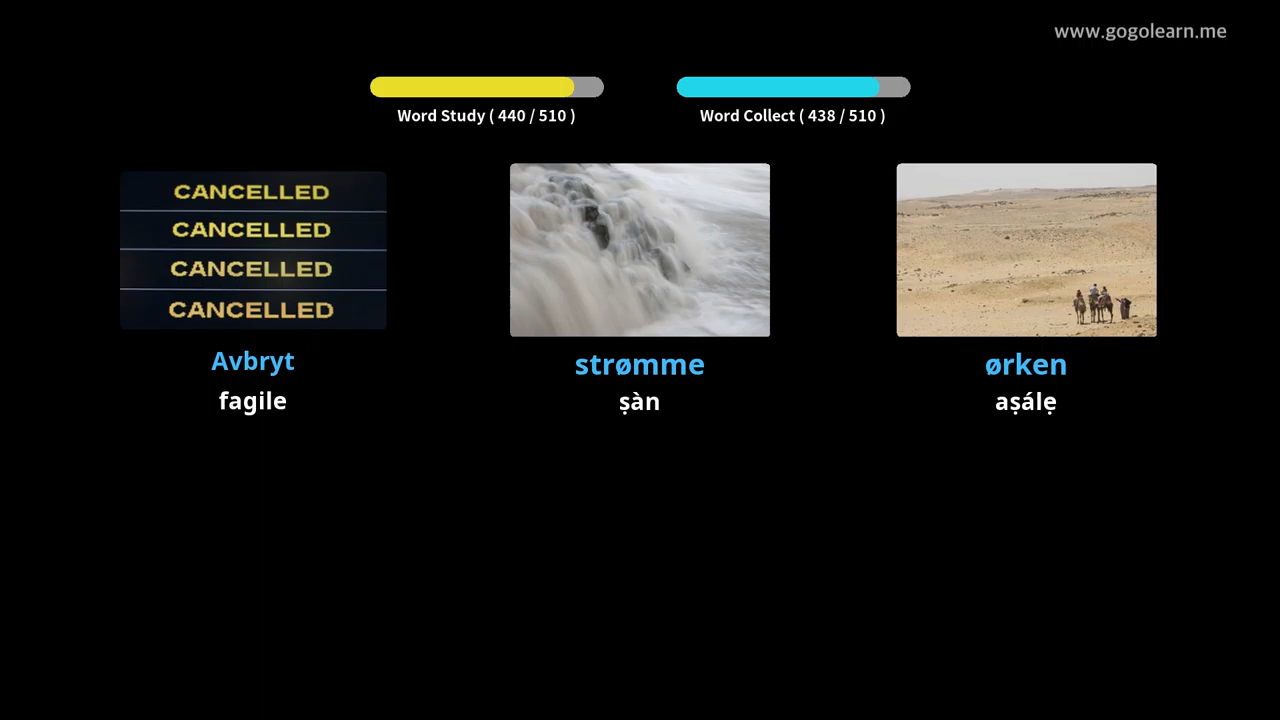 www.gogolearn.me
Word Study ( 440 / 510 )
Word Collect ( 438 / 510 )
CANCELLED
CANCELLED
CANCELLED
CANCELLED
Avbryt
fagile
strømme
ṣàn
ørken
aṣálẹ